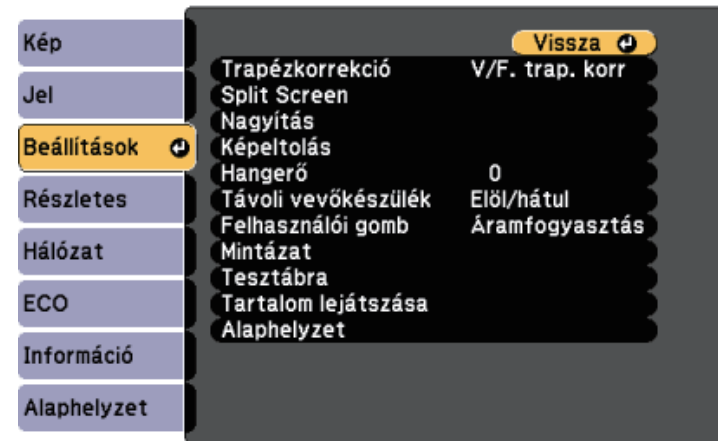 Kép
Jel
Beállítások
Részletes
Hálózat
ECO
Információ
Alaphelyzet
Vissza
Trapézkorrekció V/F. trap. korr
Split Screen
Nagyítás
Képeltolás
Hangerő 0
Távoli vevőkészülék Elöl/hátul
Felhasználói gomb Áramfogyasztás
Mintázat
Tesztábra
Tartalom lejátszása
Alaphelyzet